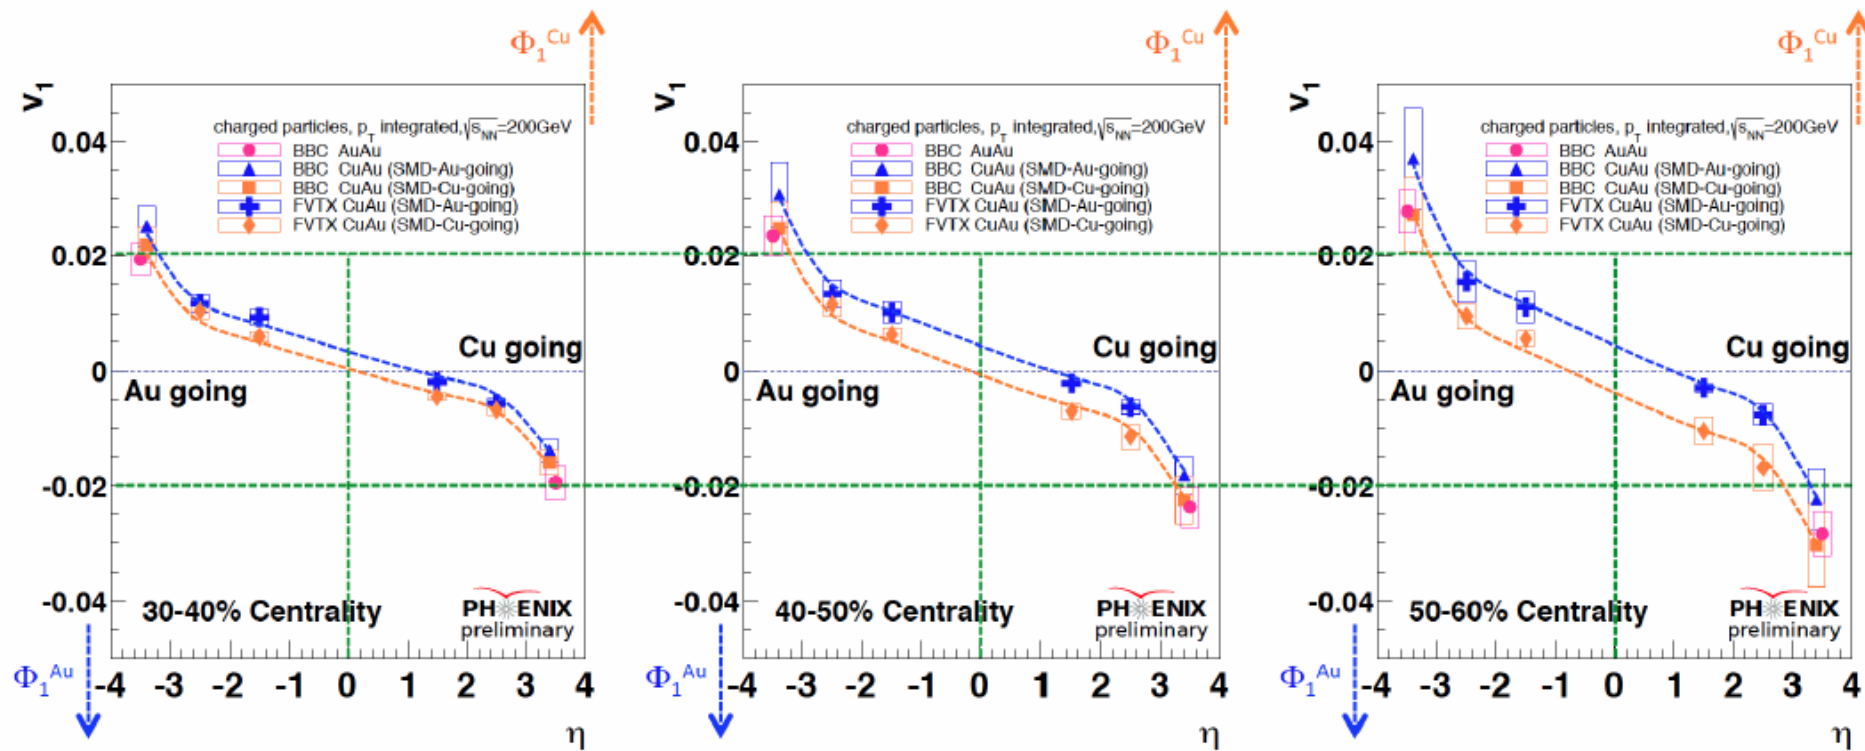 Φ1Cu
v1
charged particles, pT integrated,√sNN=200GeV
BBC AuAu
BBC CuAu (SMD-Au-going)
BBC CuAu (SMD-Cu-going)
FVTX CuAu (SMD-Au-going)
FVTX CuAu (SMD-Cu-going)
0.04
0.02
0
-0.02
-0.04
Cu going
Au going
30-40% Centrality
PHENIX
preliminary
Φ1Au
-4 -3 -2 -1 0 1 2 3 4
η
Φ1Cu
v1
charged particles, pT integrated,√sNN=200GeV
BBC AuAu
BBC CuAu (SMD-Au-going)
BBC CuAu (SMD-Cu-going)
FVTX CuAu (SMD-Au-going)
FVTX CuAu (SMD-Cu-going)
0.04
0.02
0
-0.02
-0.04
Cu going
Au going
40-50% Centrality
PHENIX
preliminary
Φ1Au
-4 -3 -2 -1 0 1 2 3 4
η
Φ1Cu
v1
charged particles, pT integrated,√sNN=200GeV
BBC AuAu
BBC CuAu (SMD-Au-going)
BBC CuAu (SMD-Cu-going)
FVTX CuAu (SMD-Au-going)
FVTX CuAu (SMD-Cu-going)
0.04
0.02
0
-0.02
-0.04
Cu going
Au going
50-60% Centrality
PHENIX
preliminary
Φ1Au
-4 -3 -2 -1 0 1 2 3 4
η